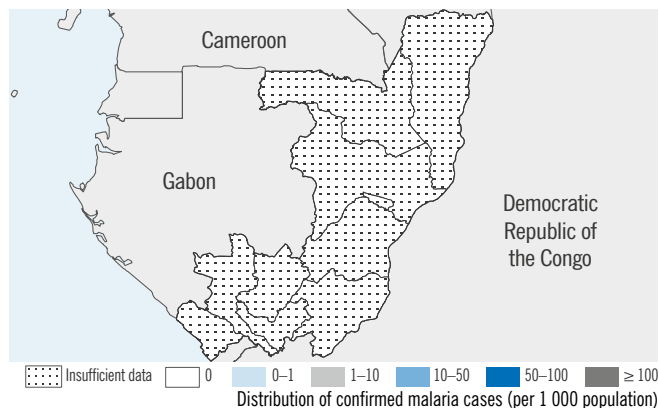 Cameroon
Gabon
Democratic
Republic of
the Congo
Insufficient data 0 0–1 1–10 10–50 50–100 ≥ 100
Distribution of confirmed malaria cases (per 1 000 population)